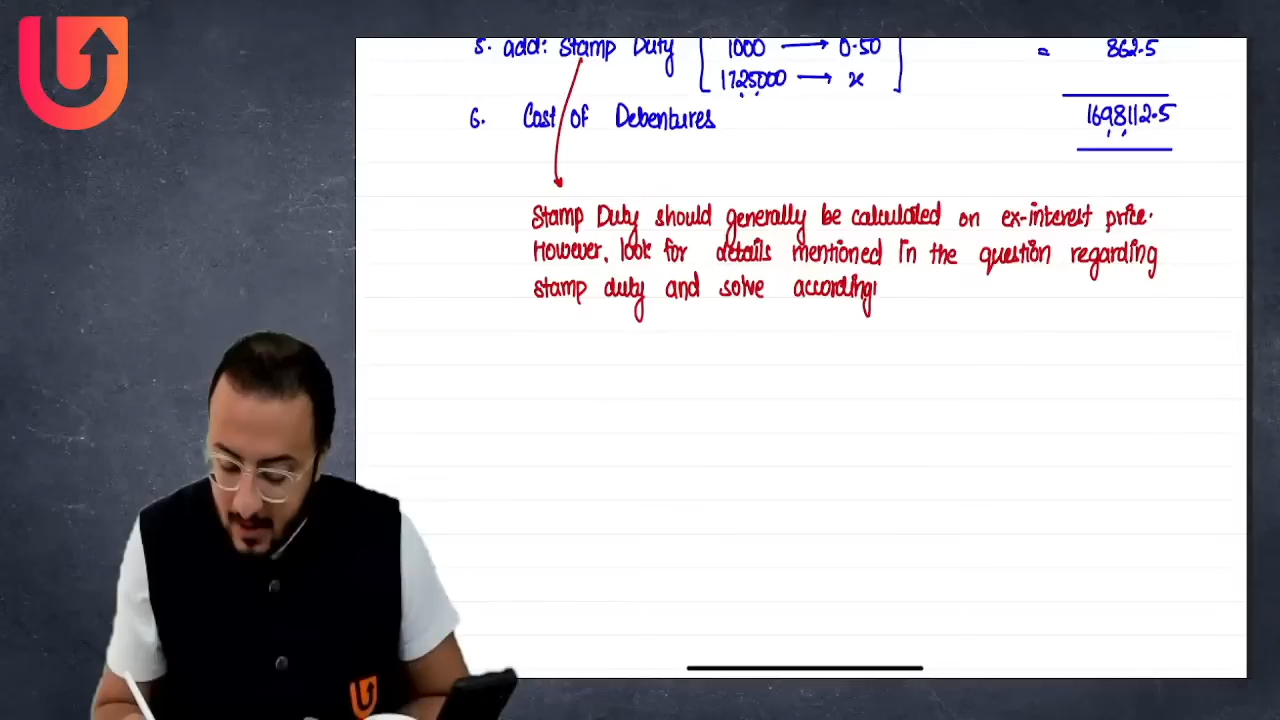 5. add: Stamp Duty [ 1000 → 0.50 ] = 862.5
1725000 → x
6. Cost of Debentures 1698112.5
Stamp Duty should generally be calculated on ex-interest price.
However, look for details mentioned in the question regarding
stamp duty and solve according